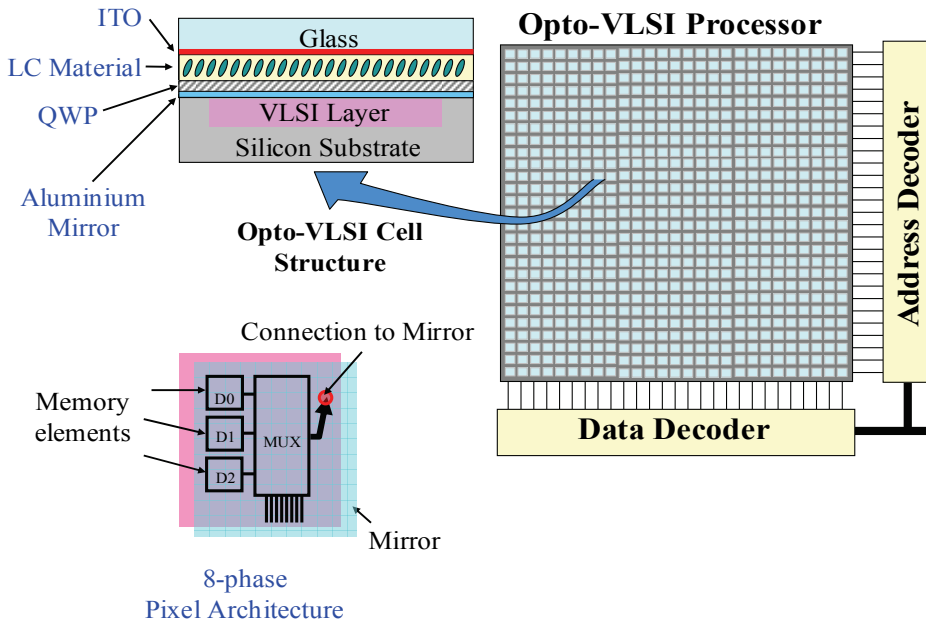 ITO
LC Material
QWP
Aluminium
Mirror
Glass
VLSI Layer
Silicon Substrate
Opto-VLSI Cell
Structure
Opto-VLSI Processor
Address Decoder
Data Decoder
Connection to Mirror
Memory
elements
D0
D1
D2
MUX
Mirror
8-phase
Pixel Architecture